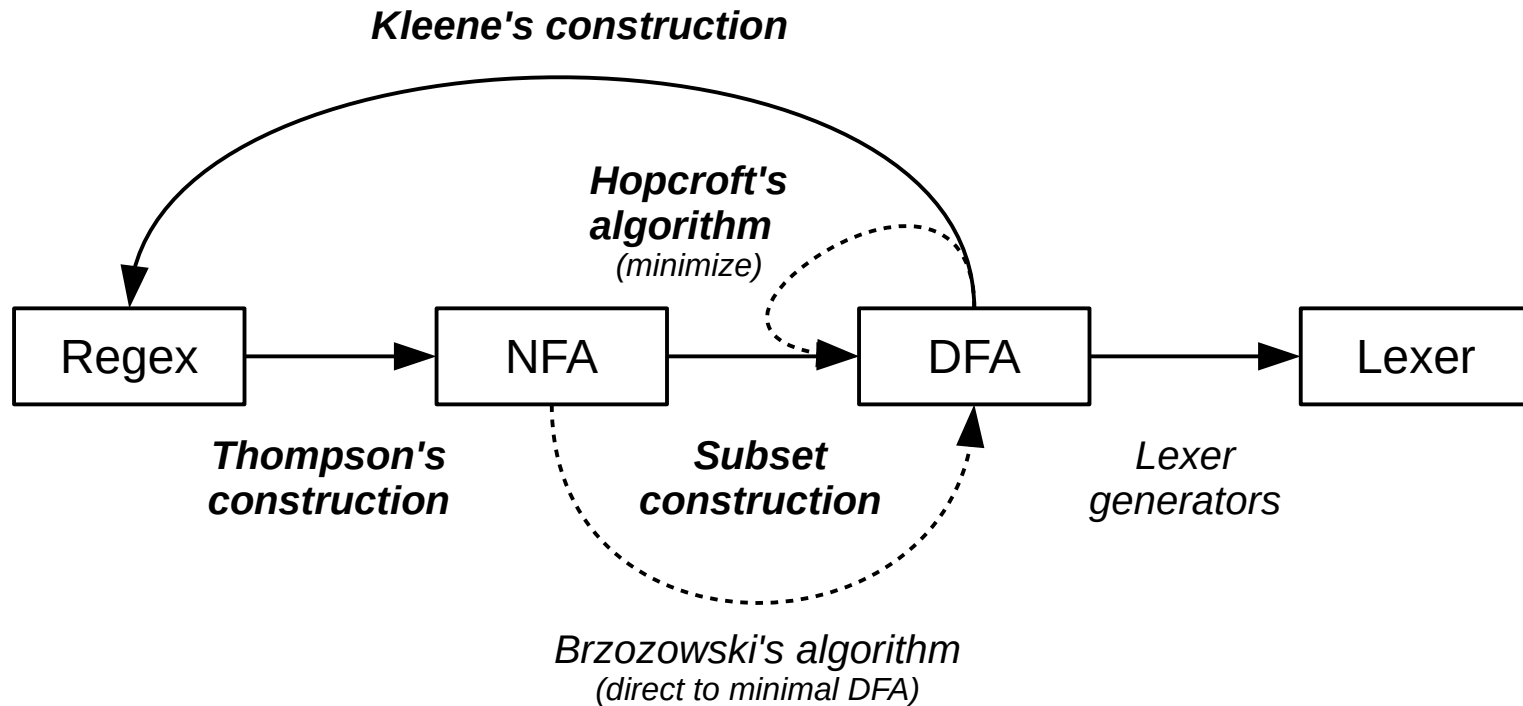 Kleene's construction
Hopcroft's
algorithm
(minimize)
Regex
NFA
DFA
Lexer
Thompson's
construction
Subset
construction
Lexer
generators
Brzozowski's algorithm
(direct to minimal DFA)